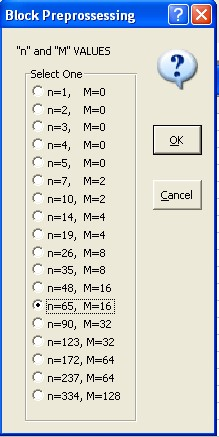 Block Preprossessing
"n" and "M" VALUES
Select One
n=1, M=0
n=2, M=0
n=3, M=0
n=4, M=0
n=5, M=0
n=7, M=2
n=10, M=2
n=14, M=4
n=19, M=4
n=26, M=8
n=35, M=8
n=48, M=16
n=65, M=16
n=90, M=32
n=123, M=32
n=172, M=64
n=237, M=64
n=334, M=128
OK
Cancel